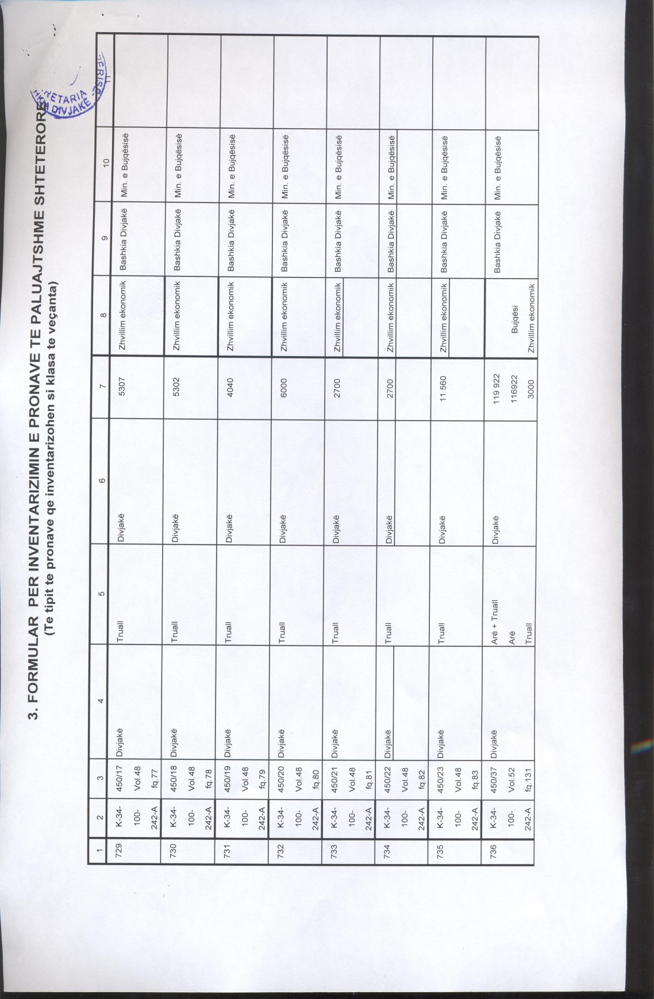 3. FORMULAR PER INVENTARIZIMIN E PRONAVE TE PALUAJTSHME SHTETERORE
(Te tipit te pronave qe inventarizohen si klasa te veçanta)
RETARIA
DIVJAKË
1 2 3 4 5 6 7 8 9 10 11
729 K-34- 450/17 Divjakë Truall Divjakë 5307 Zhvillim ekonomik Bashkia Divjakë Min. e Bujqësisë
100- Vol.48
242-A fq.77
730 K-34- 450/18 Divjakë Truall Divjakë 5302 Zhvillim ekonomik Bashkia Divjakë Min. e Bujqësisë
100- Vol.48
242-A fq.78
731 K-34- 450/19 Divjakë Truall Divjakë 4040 Zhvillim ekonomik Bashkia Divjakë Min. e Bujqësisë
100- Vol.48
242-A fq.79
732 K-34- 450/20 Divjakë Truall Divjakë 6000 Zhvillim ekonomik Bashkia Divjakë Min. e Bujqësisë
100- Vol.48
242-A fq.80
733 K-34- 450/21 Divjakë Truall Divjakë 2700 Zhvillim ekonomik Bashkia Divjakë Min. e Bujqësisë
100- Vol.48
242-A fq.81
734 K-34- 450/22 Divjakë Truall Divjakë 2700 Zhvillim ekonomik Bashkia Divjakë Min. e Bujqësisë
100- Vol.48
242-A fq.82
735 K-34- 450/23 Divjakë Truall Divjakë 11 560 Zhvillim ekonomik Bashkia Divjakë Min. e Bujqësisë
100- Vol.48
242-A fq.83
736 K-34- 450/37 Divjakë Arë + Truall Divjakë 119 922 Bashkia Divjakë Min. e Bujqësisë
100- Vol.52 Arë 116922 Bujqësi
242-A fq.131 Truall 3000 Zhvillim ekonomik